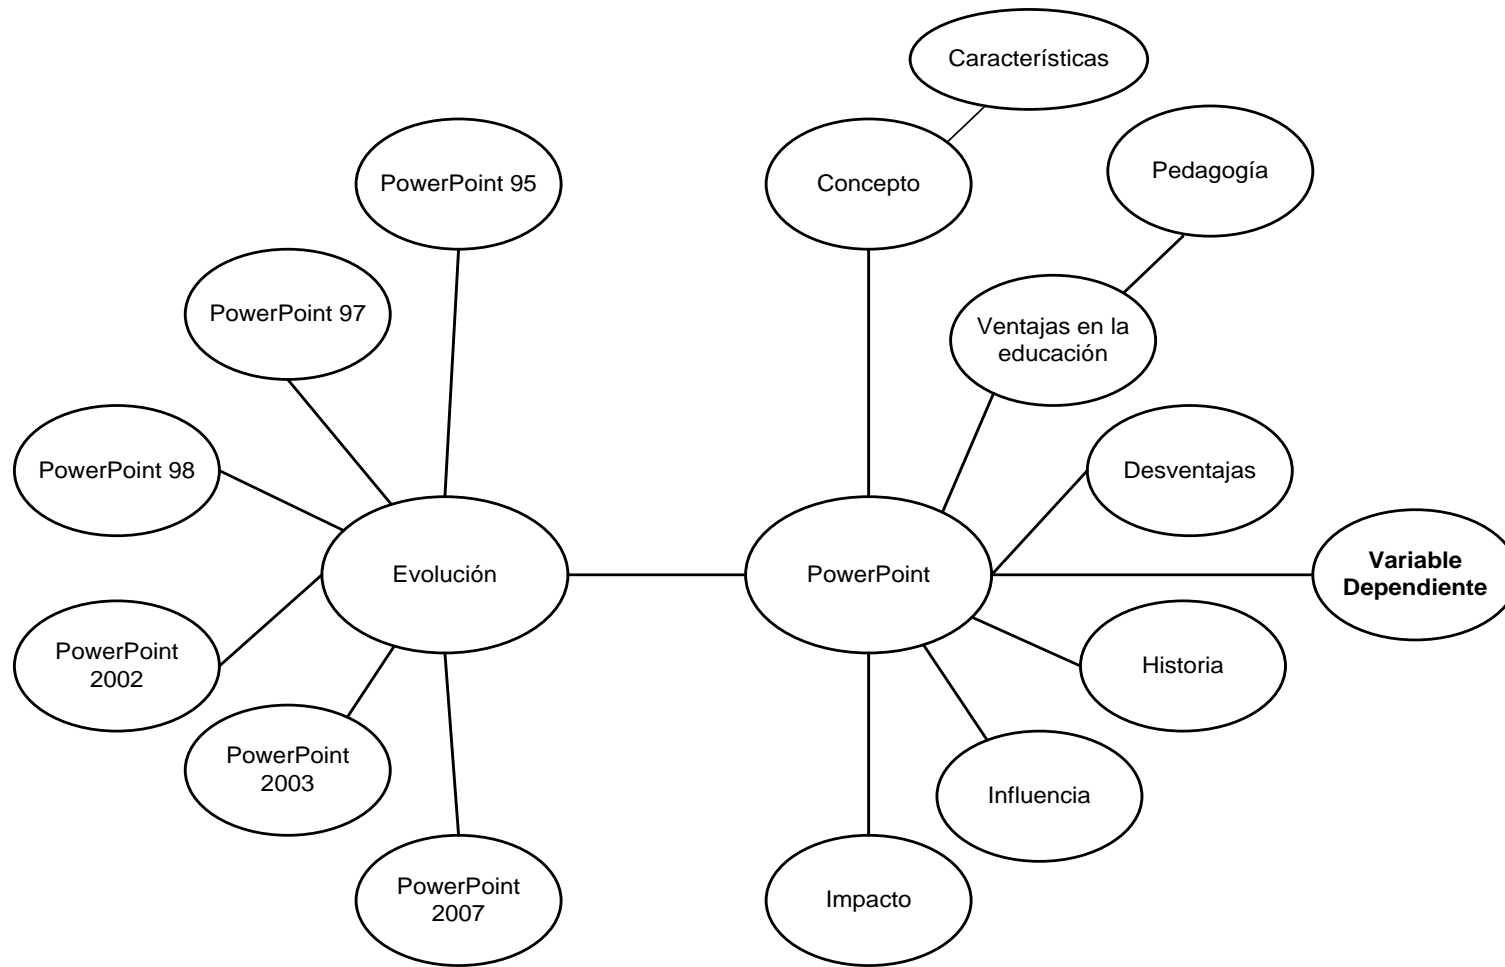 Caracterísficas
Pedagogía
PowerPoint 95
Concepto
PowerPoint 97
Ventajas en la
educación
PowerPoint 98
Desventajas
Evolución
PowerPoint
Variable
Dependiente
PowerPoint
2002
Historia
PowerPoint
2003
Influencia
PowerPoint
2007
Impacto